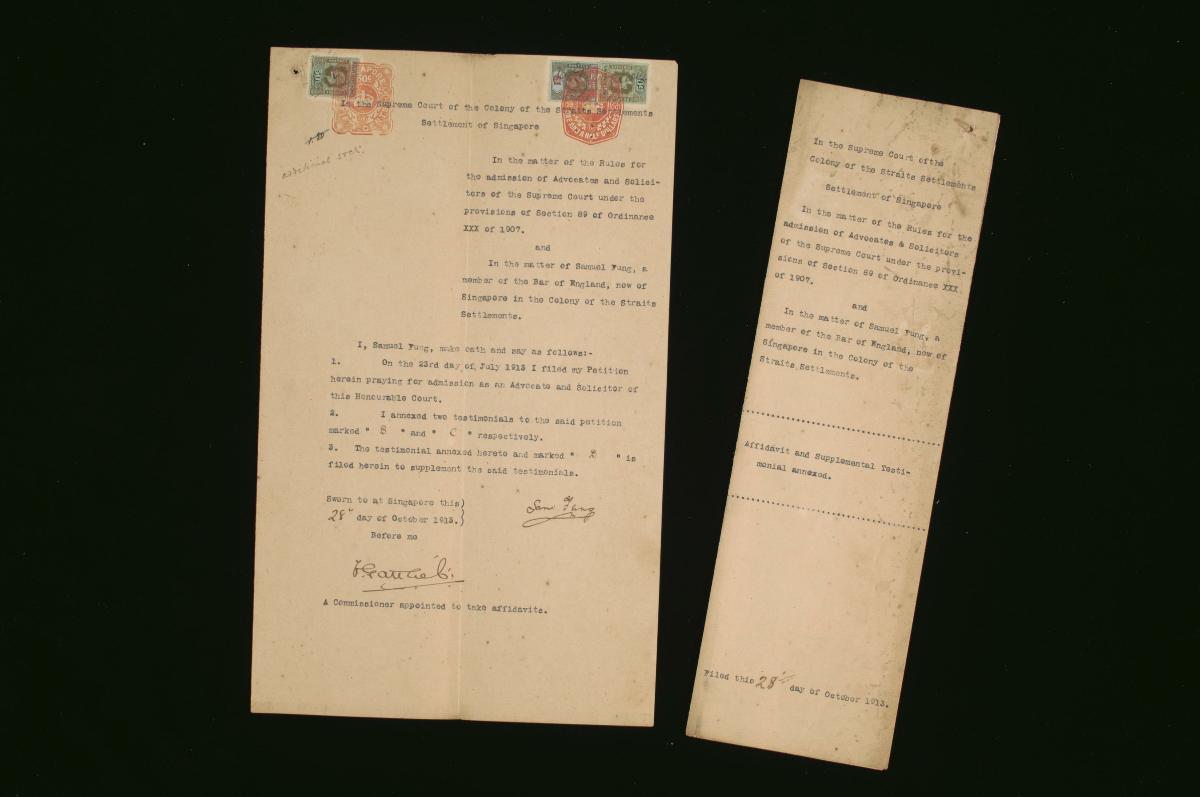 In the Supreme Court of the Colony of the Straits Settlements
Settlement of Singapore
additional
In the matter of the Rules for
the admission of Advocates and Solici-
tors of the Supreme Court under the
provisions of Section 89 of Ordinance
XXX of 1907.
and
In the matter of Samuel Fung, a
member of the Bar of England, now of
Singapore in the Colony of the Straits
Settlements.
I, Samuel Fung, make oath and say as follows:-
1. On the 23rd day of July 1913 I filed my Petition
herein praying for admission as an Advocate and Solicitor of
this Honourable Court.
2. I annexed two testimonials to the said petition
marked " B " and " C " respectively.
3. The testimonial annexed hereto and marked " D " is
filed herein to supplement the said testimonials.
Sworn to at Singapore this)
28" day of October 1913.)
Sam Fung
Before me
A Commissioner appointed to take affidavits.
In the Supreme Court ofthe
Colony of the Straits Settlements
Settlement of Singapore
In the matter of the Rules for the
admission of Advocates & Solicitors
of the Supreme Court under the provi-
sions of Section 89 of Ordinance XXX
of 1907.
and
In the matter of Samuel Fung, a
member of the Bar of England, now of
Singapore in the Colony of the
Straits Settlements.
Affidavit and Supplemental Testi-
monial annexed.
Filed this 28" day of October 1913.